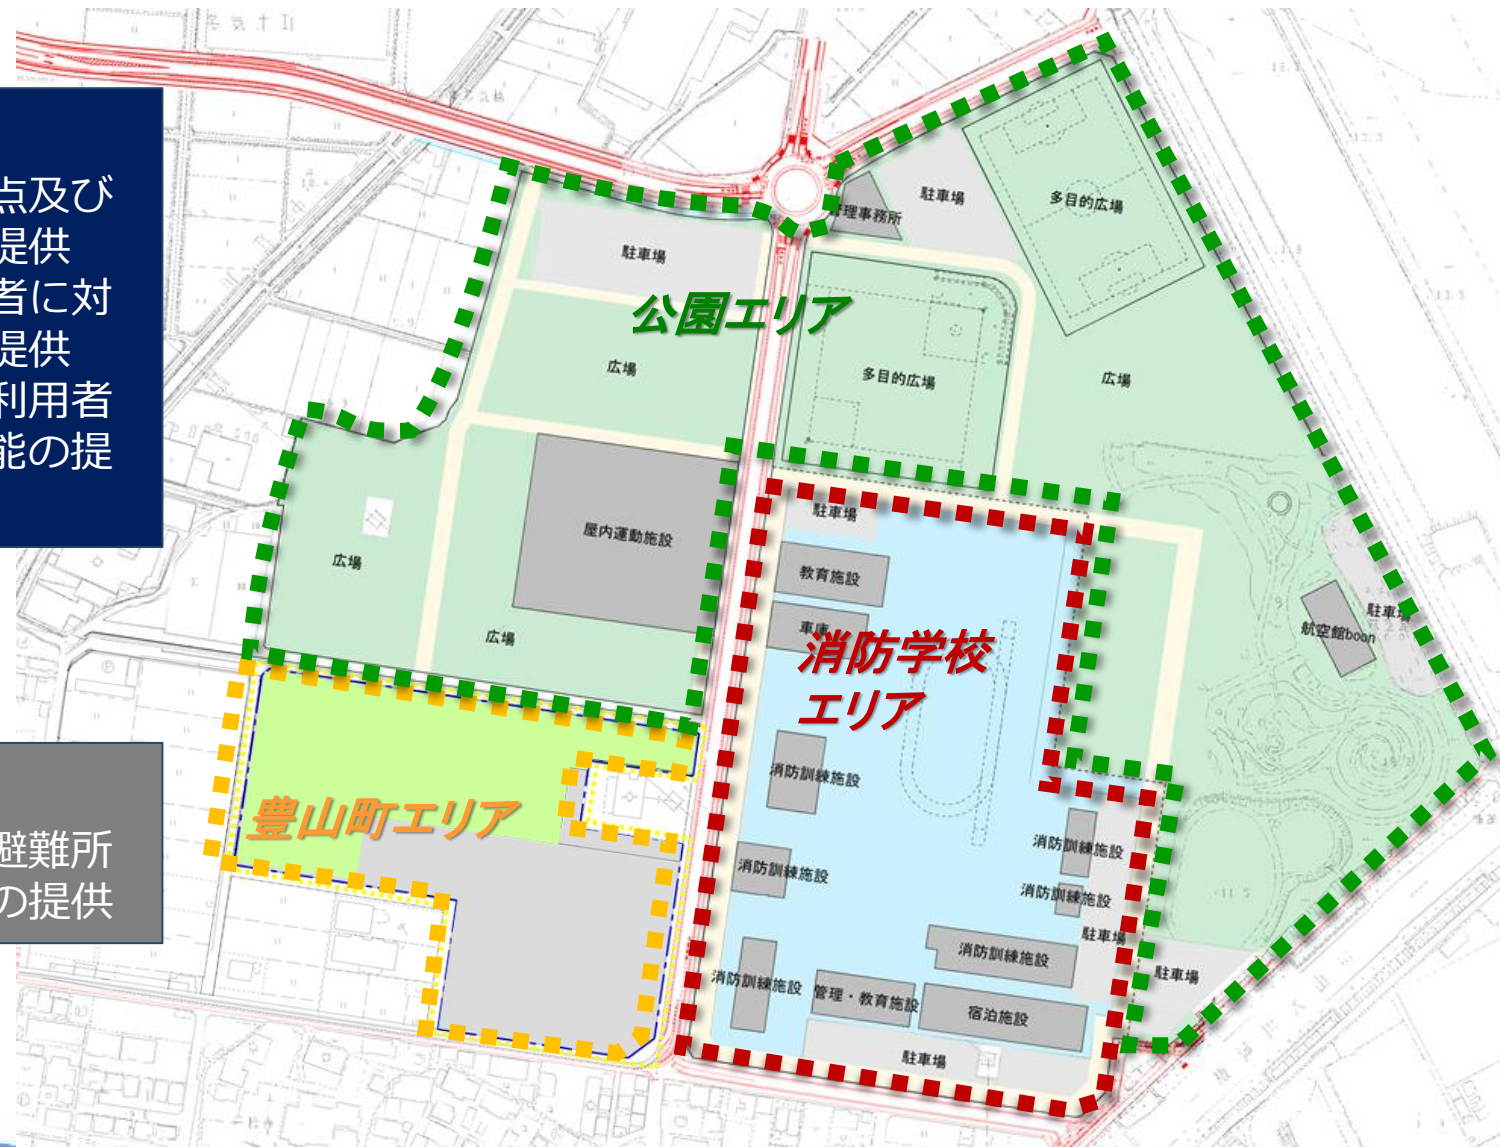 点及び
提供
者に対
提供
利用者
能の提
避難所
の提供
公園エリア
消防学校
エリア
豊山町エリア
駐車場
広場
広場
屋内運動施設
広場
管理事務所
駐車場
多目的広場
多目的広場
広場
航空館boon
駐車場
駐車場
教育施設
車庫
消防訓練施設
消防訓練施設
消防訓練施設
消防訓練施設
消防訓練施設
駐車場
消防訓練施設
管理・教育施設
宿泊施設
駐車場
駐車場